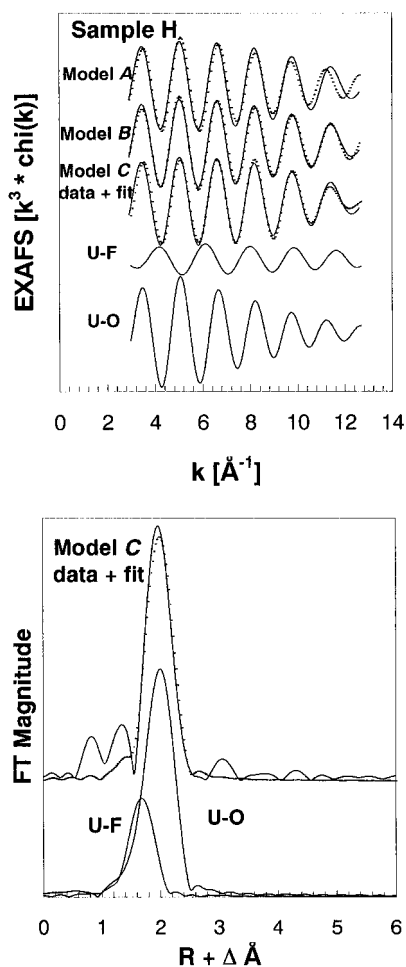 Sample H
Model A
Model B
Model C
data + fit
U-F
U-O
EXAFS [k³ * chi(k)]
0 2 4 6 8 10 12 14
k [Å⁻¹]
Model C
data + fit
FT Magnitude
U-F
U-O
0 1 2 3 4 5 6
R + Δ Å